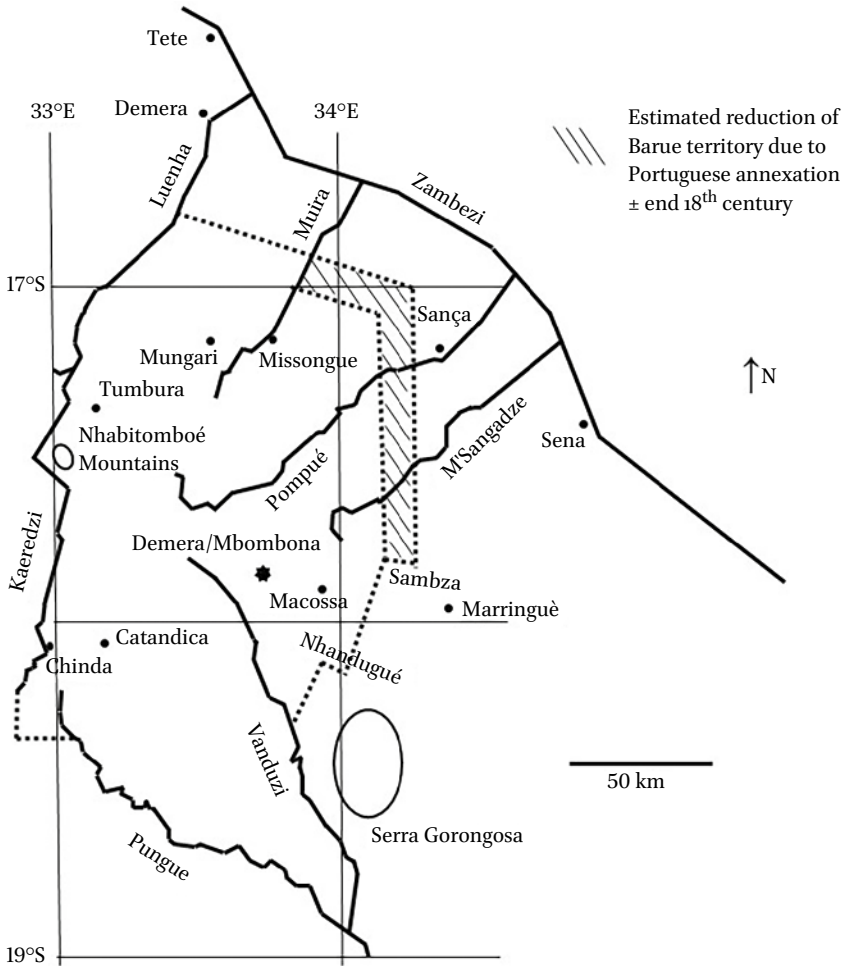 Tete
33°E
34°E
Demera
Estimated reduction of
Barue territory due to
Portuguese annexation
± end 18th century
Luenha
Muira
Zambezi
17°S
Sança
Mungari
Missongue
N
Tumbura
Nhabitomboé
Mountains
Pompué
M'Sangadze
Sena
Kaeredzi
Demera/Mbombona
Sambza
Macossa
Marringuè
Catandica
Chinda
Nhandugué
Vanduzi
50 km
Serra Gorongosa
Pungue
19°S